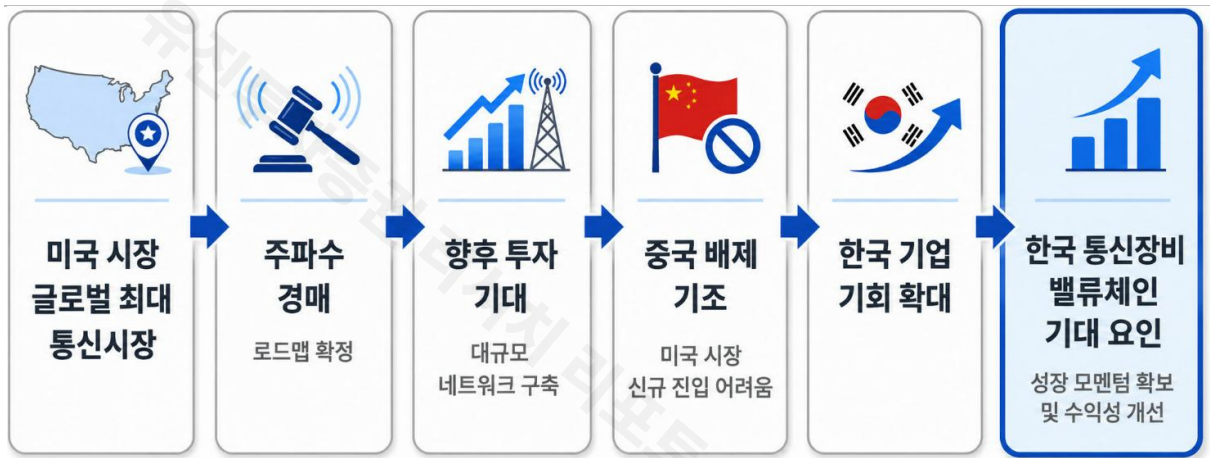 미국 시장
글로벌 최대
통신시장
주파수
경매
로드맵 확정
향후 투자
기대
대규모
네트워크 구축
중국 배제
기조
미국 시장
신규 진입 어려움
한국 기업
기회 확대
한국 통신장비
밸류체인
기대 요인
성장 모멘텀 확보
및 수익성 개선